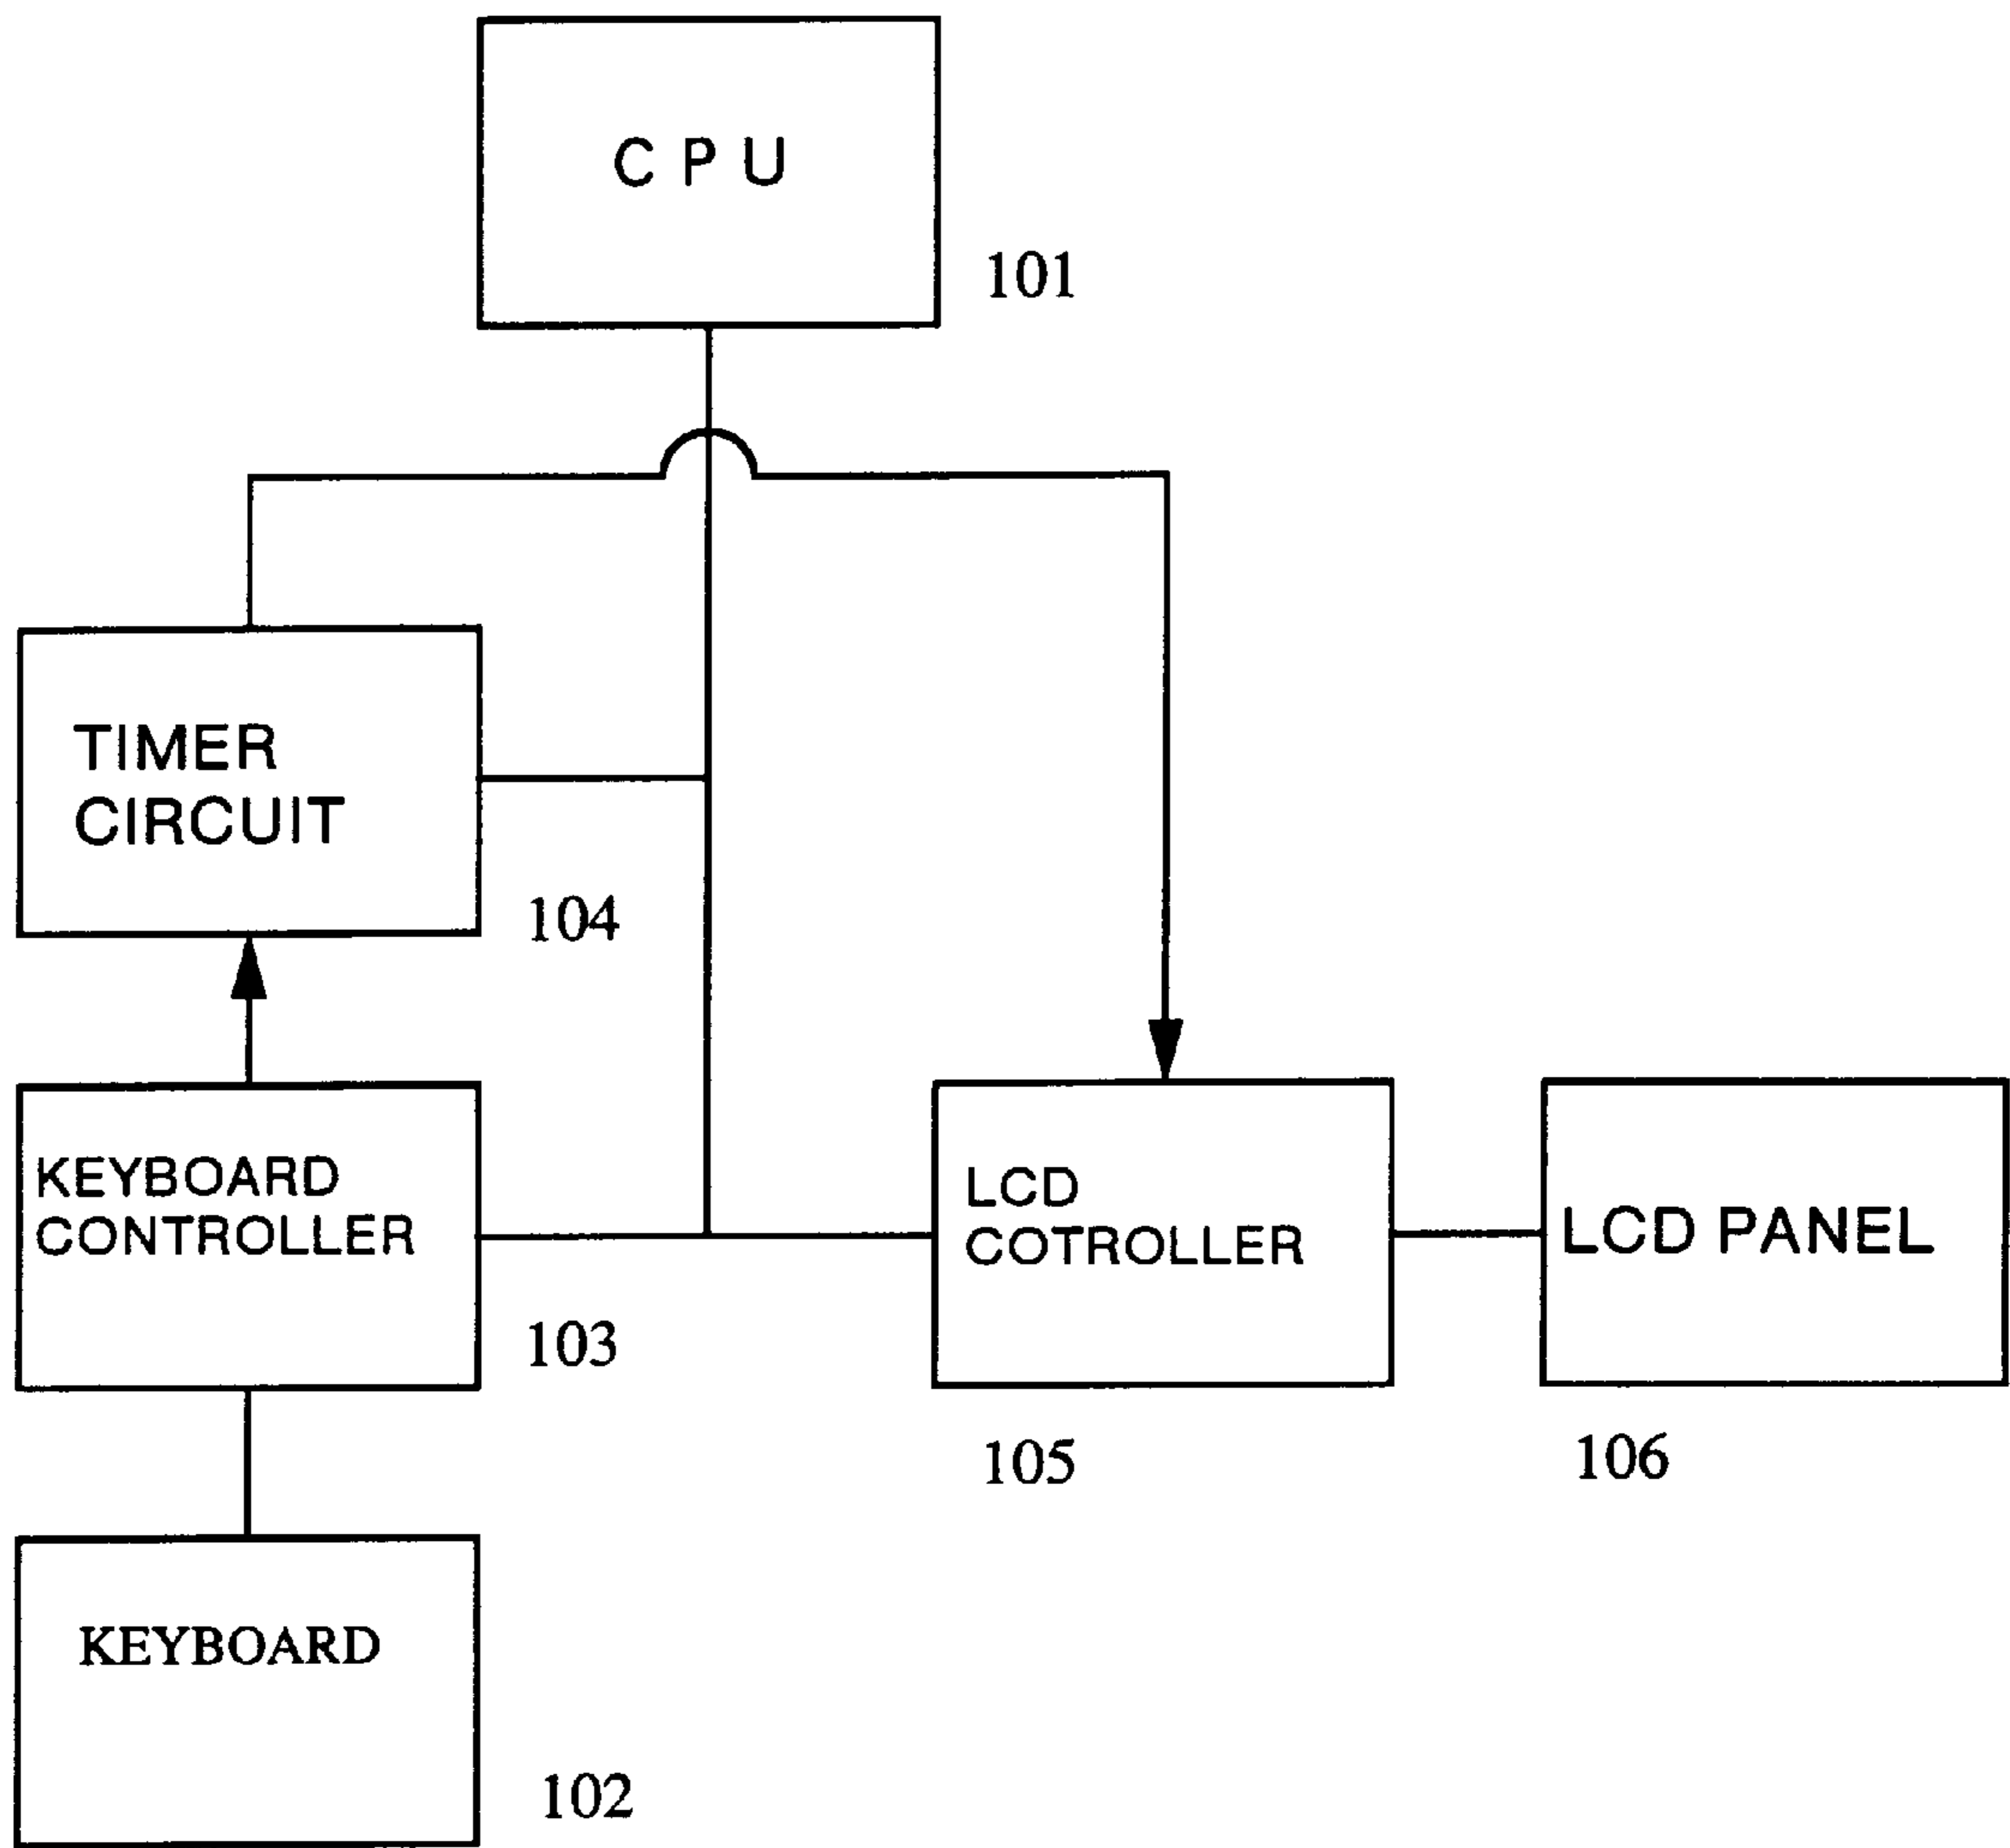 C P U
101
TIMER
CIRCUIT
104
KEYBOARD
CONTROLLER
103
LCD
COTROLLER
105
LCD PANEL
106
KEYBOARD
102